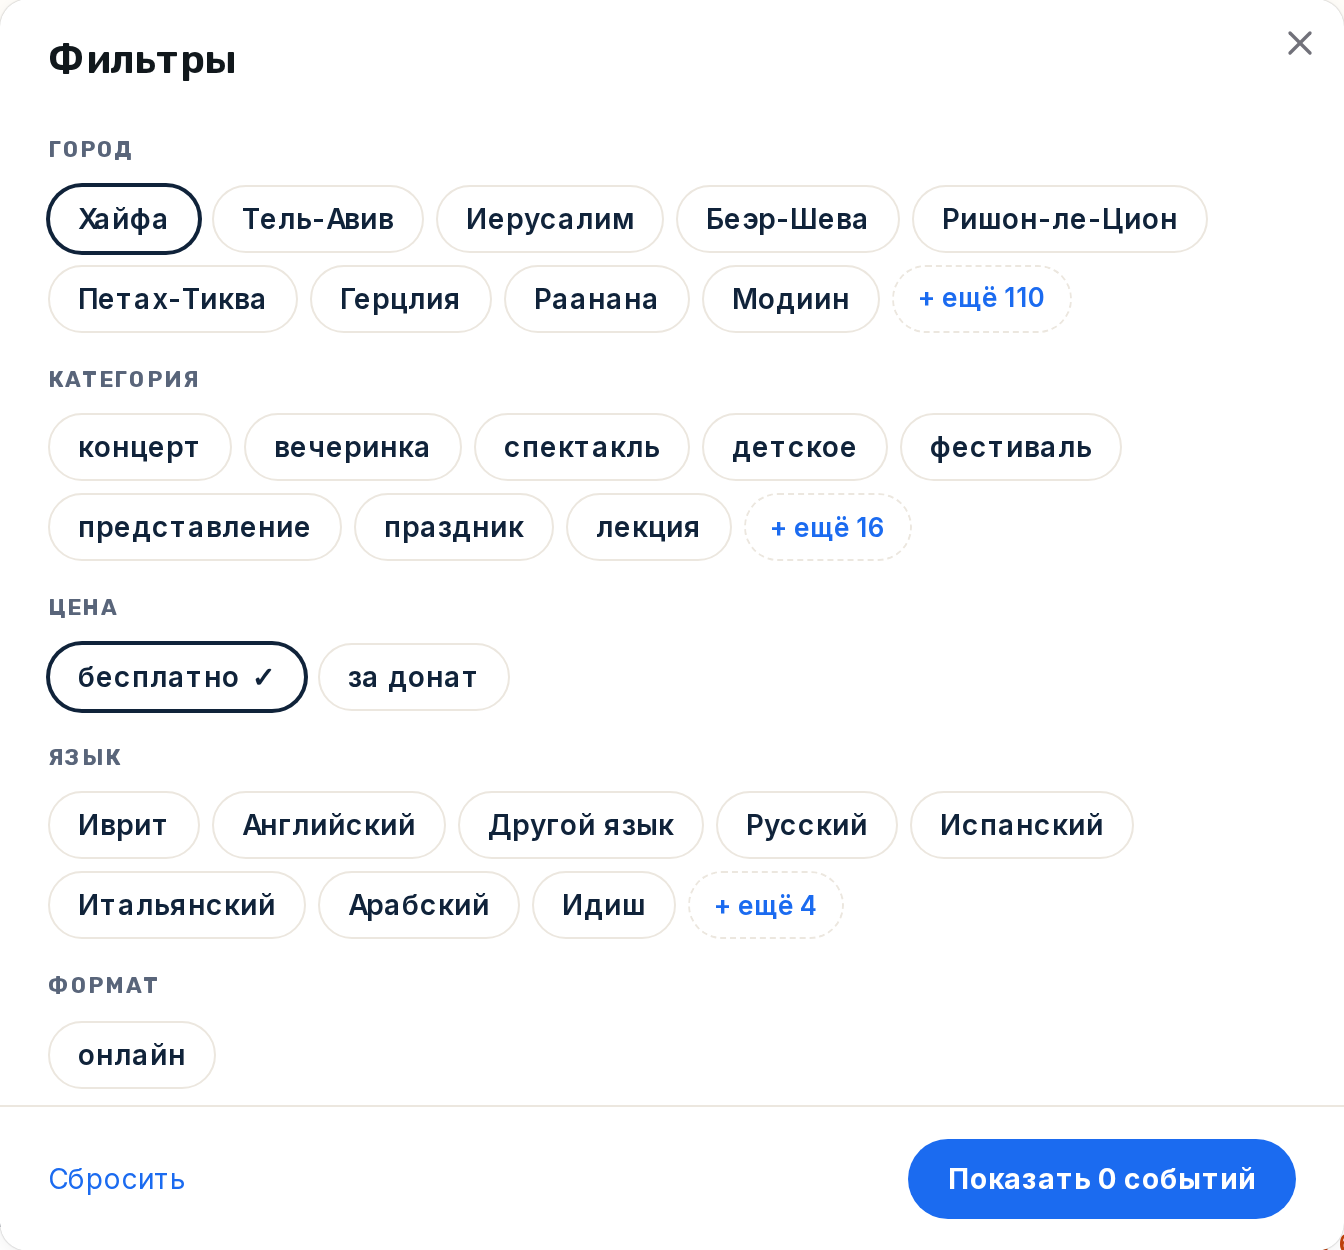 Фильтры
ГОРОД
Хайфа Тель-Авив Иерусалим Беэр-Шева Ришон-ле-Цион
Петах-Тиква Герцлия Раанана Модиин + ещё 110
КАТЕГОРИЯ
концерт вечеринка спектакль детское фестиваль
представление праздник лекция + ещё 16
ЦЕНА
бесплатно ✓ за донат
ЯЗЫК
Иврит Английский Другой язык Русский Испанский
Итальянский Арабский Идиш + ещё 4
ФОРМАТ
онлайн
Сбросить Показать 0 событий